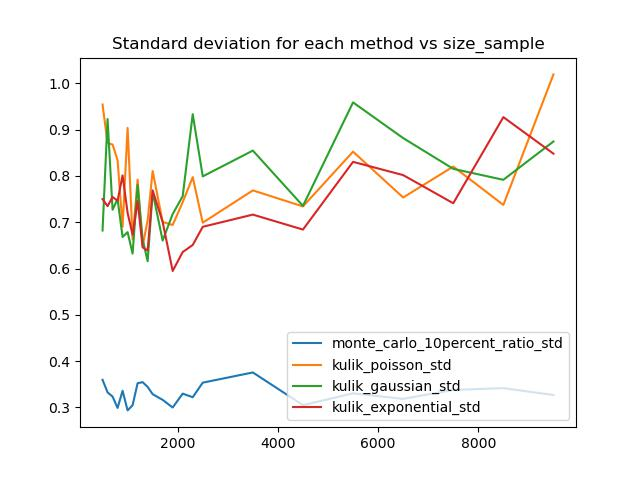 Standard deviation for each method vs size_sample
1.0
0.9
0.8
0.7
0.6
0.5
0.4
0.3
monte_carlo_10percent_ratio_std
kulik_poisson_std
kulik_gaussian_std
kulik_exponential_std
2000 4000 6000 8000